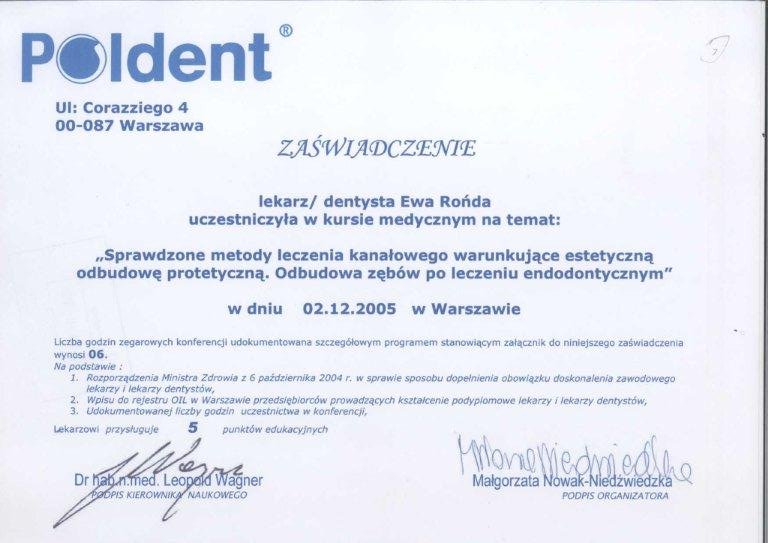 Poldent®
Ul: Corazziego 4
00-087 Warszawa
ZAŚWIADCZENIE
lekarz/ dentysta Ewa Rońda
uczestniczyła w kursie medycznym na temat:
„Sprawdzone metody leczenia kanałowego warunkujące estetyczną
odbudowę protetyczną. Odbudowa zębów po leczeniu endodontycznym”
w dniu 02.12.2005 w Warszawie
Liczba godzin zegarowych konferencji udokumentowana szczegółowym programem stanowiącym załącznik do niniejszego zaświadczenia
wynosi 06.
Na podstawie :
1. Rozporządzenia Ministra Zdrowia z 6 października 2004 r. w sprawie sposobu dopełnienia obowiązku doskonalenia zawodowego
lekarzy i lekarzy dentystów,
2. Wpisu do rejestru OIL w Warszawie przedsiębiorców prowadzących kształcenie podyplomowe lekarzy i lekarzy dentystów,
3. Udokumentowanej liczby godzin uczestnictwa w konferencji,
Lekarzowi przysługuje 5 punktów edukacyjnych
Dr hab.n.med. Leopold Wagner
PODPIS KIEROWNIKA NAUKOWEGO
Małgorzata Nowak-Niedźwiedzka
PODPIS ORGANIZATORA